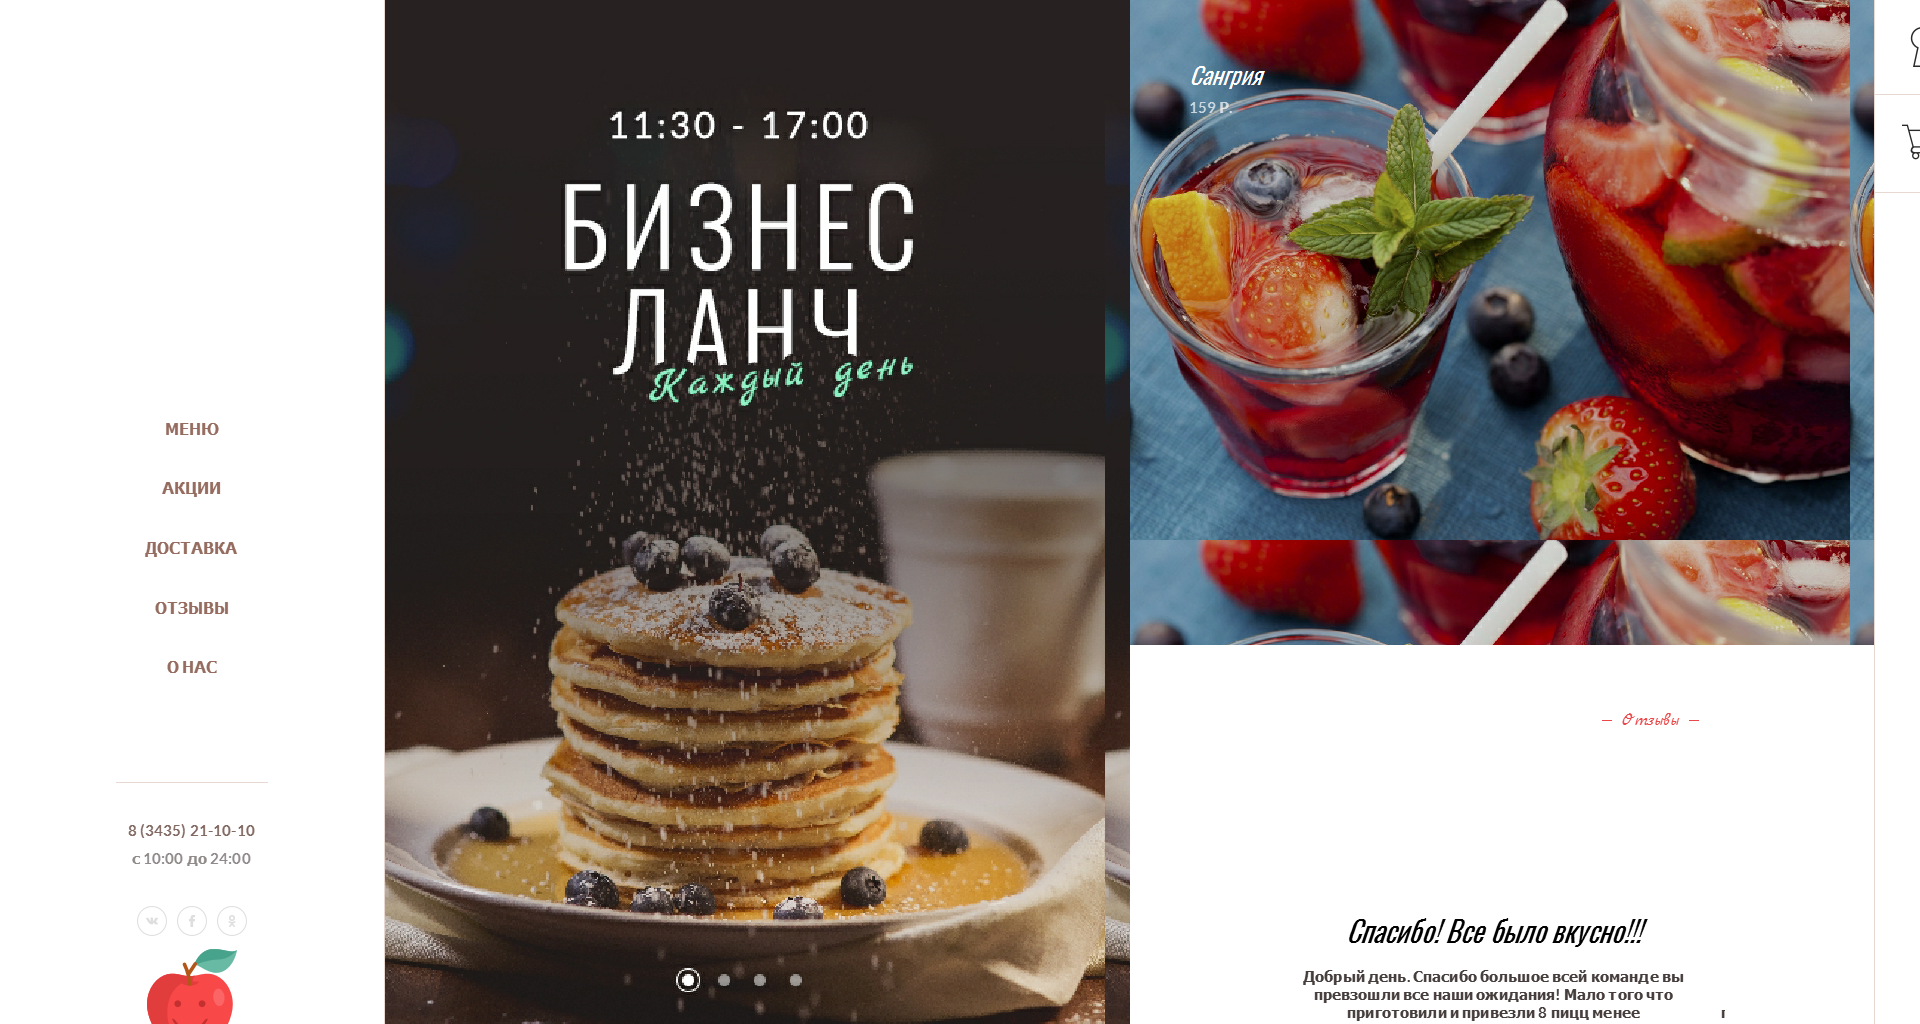 МЕНЮ
АКЦИИ
ДОСТАВКА
ОТЗЫВЫ
О НАС
8 (3435) 21-10-10
с 10:00 до 24:00
11:30 - 17:00
БИЗНЕС
ЛАНЧ
Каждый день
Сангрия
159 Р.
— Отзывы —
Спасибо! Все было вкусно!!!
Добрый день. Спасибо большое всей команде вы
превзошли все наши ожидания! Мало того что
приготовили и привезли 8 пицц менее